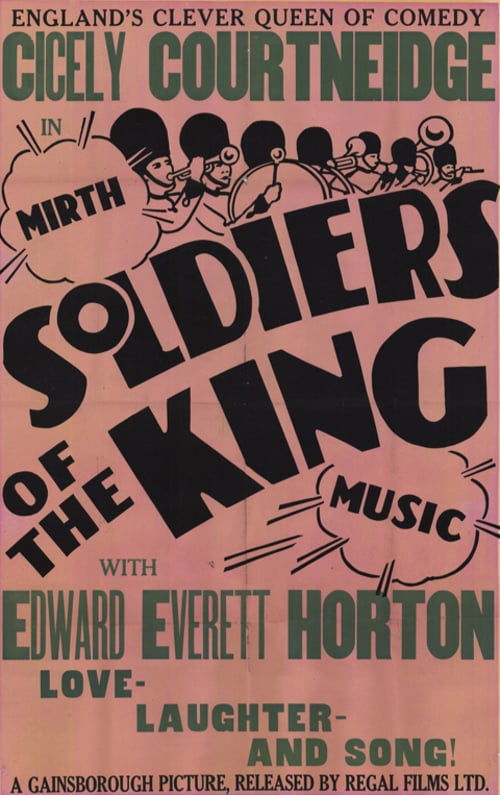 ENGLAND'S CLEVER QUEEN OF COMEDY
CICELY COURTNEIDGE
IN
MIRTH
SOLDIERS
OF THE KING
MUSIC
WITH
EDWARD EVERETT HORTON
LOVE-
LAUGHTER-
AND SONG!
A GAINSBOROUGH PICTURE, RELEASED BY REGAL FILMS LTD.